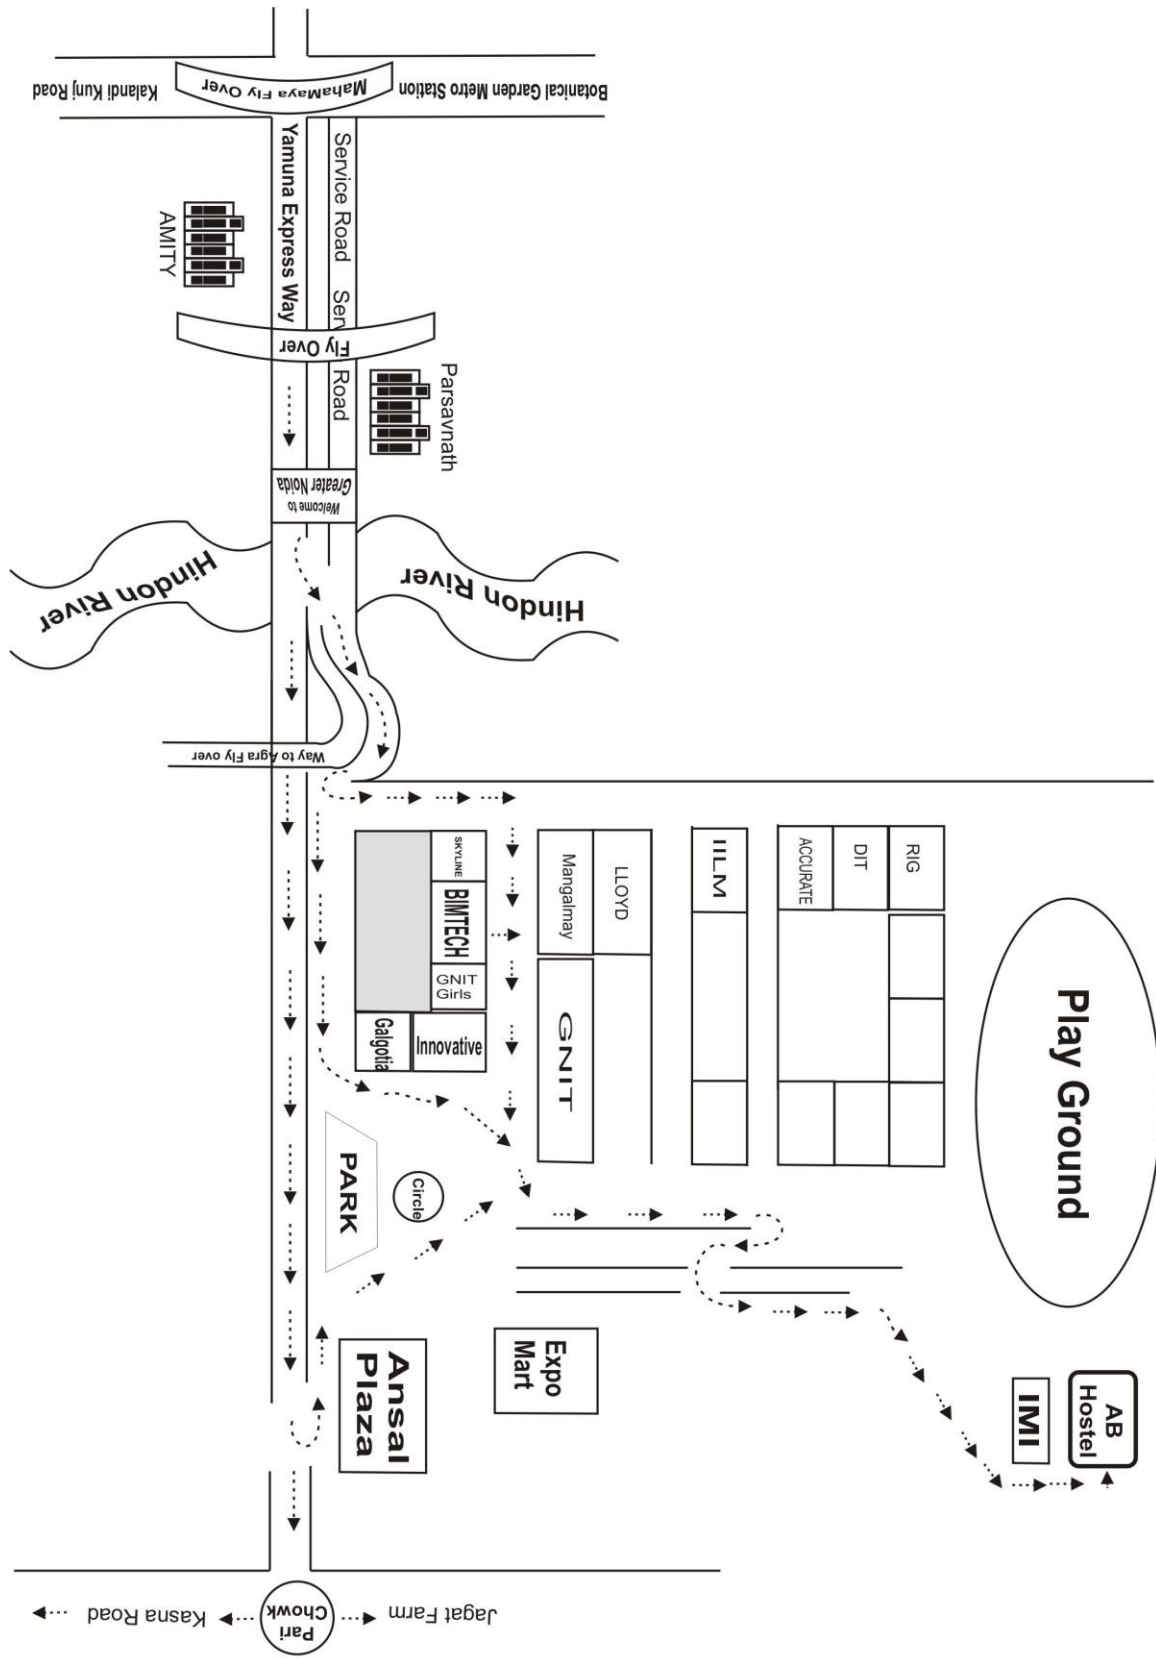 Kalandi Kunj Road
MahaMaya Fly Over
Botanical Garden Metro Station
Yamuna Express Way
Service Road
AMITY
Serv
Road
Fly Over
Parsavnath
Welcome to
Greater Noida
Hindon River
Hindon River
Way to Agra Fly over
SKYLINE
BIMTECH
GNIT
Girls
Galgotia
Innovative
Mangalmay
LLOYD
GNIT
IILM
ACCURATE
DIT
RIG
Play Ground
PARK
Circle
Ansal
Plaza
Expo
Mart
IMI
AB
Hostel
Kasna Road
Pari
Chowk
Jagat Farm